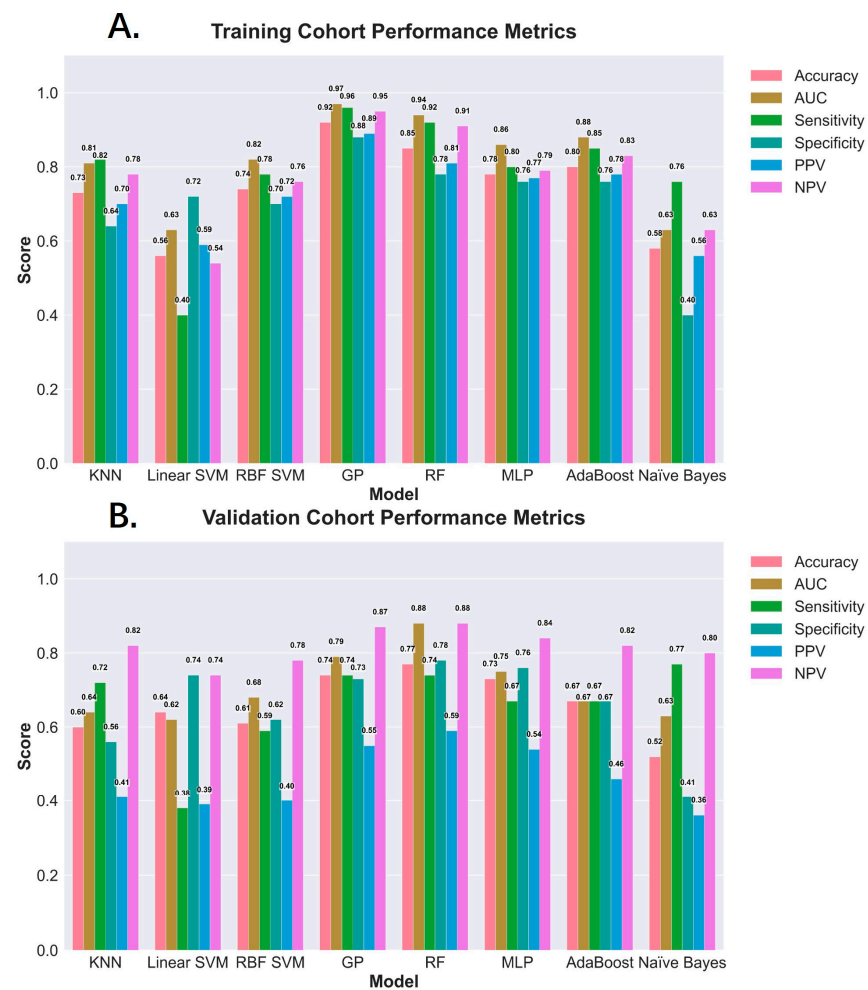 A.
Training Cohort Performance Metrics
1.0
0.8
0.6
0.4
0.2
0.0
Score
0.73 0.81 0.82 0.64 0.70 0.78
0.56 0.63 0.40 0.72 0.59 0.54
0.74 0.82 0.78 0.70 0.72 0.76
0.92 0.97 0.96 0.88 0.89 0.95
0.85 0.94 0.92 0.78 0.81 0.91
0.78 0.86 0.80 0.76 0.77 0.79
0.80 0.88 0.85 0.76 0.78 0.83
0.58 0.63 0.76 0.40 0.56 0.63
KNN Linear SVM RBF SVM GP RF MLP AdaBoost Naïve Bayes
Model
Accuracy
AUC
Sensitivity
Specificity
PPV
NPV
B.
Validation Cohort Performance Metrics
1.0
0.8
0.6
0.4
0.2
0.0
Score
0.60 0.64 0.72 0.56 0.41 0.82
0.64 0.62 0.38 0.74 0.39 0.74
0.61 0.68 0.59 0.62 0.40 0.78
0.74 0.79 0.74 0.73 0.55 0.87
0.77 0.88 0.74 0.78 0.59 0.88
0.73 0.75 0.67 0.76 0.54 0.84
0.67 0.67 0.67 0.67 0.46 0.82
0.52 0.63 0.77 0.41 0.36 0.80
KNN Linear SVM RBF SVM GP RF MLP AdaBoost Naïve Bayes
Model
Accuracy
AUC
Sensitivity
Specificity
PPV
NPV